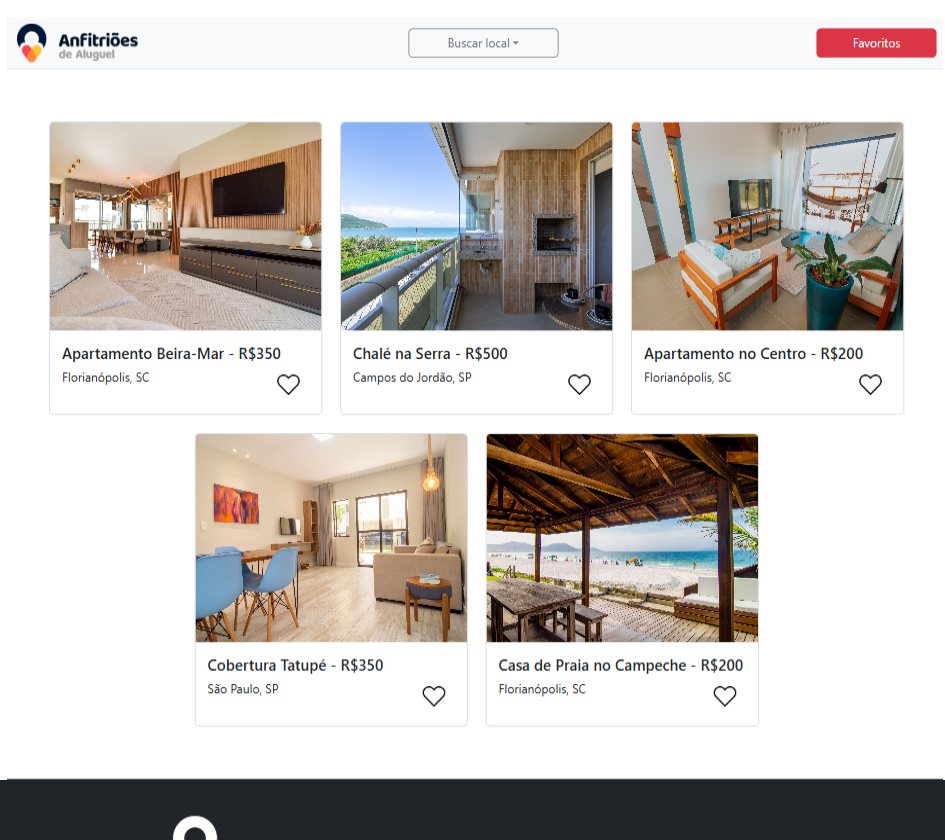 Anfitriões
de Aluguel
Buscar local
Favoritos
Apartamento Beira-Mar - R$350
Florianópolis, SC
Chalé na Serra - R$500
Campos do Jordão, SP
Apartamento no Centro - R$200
Florianópolis, SC
Cobertura Tatupé - R$350
São Paulo, SP
Casa de Praia no Campeche - R$200
Florianópolis, SC